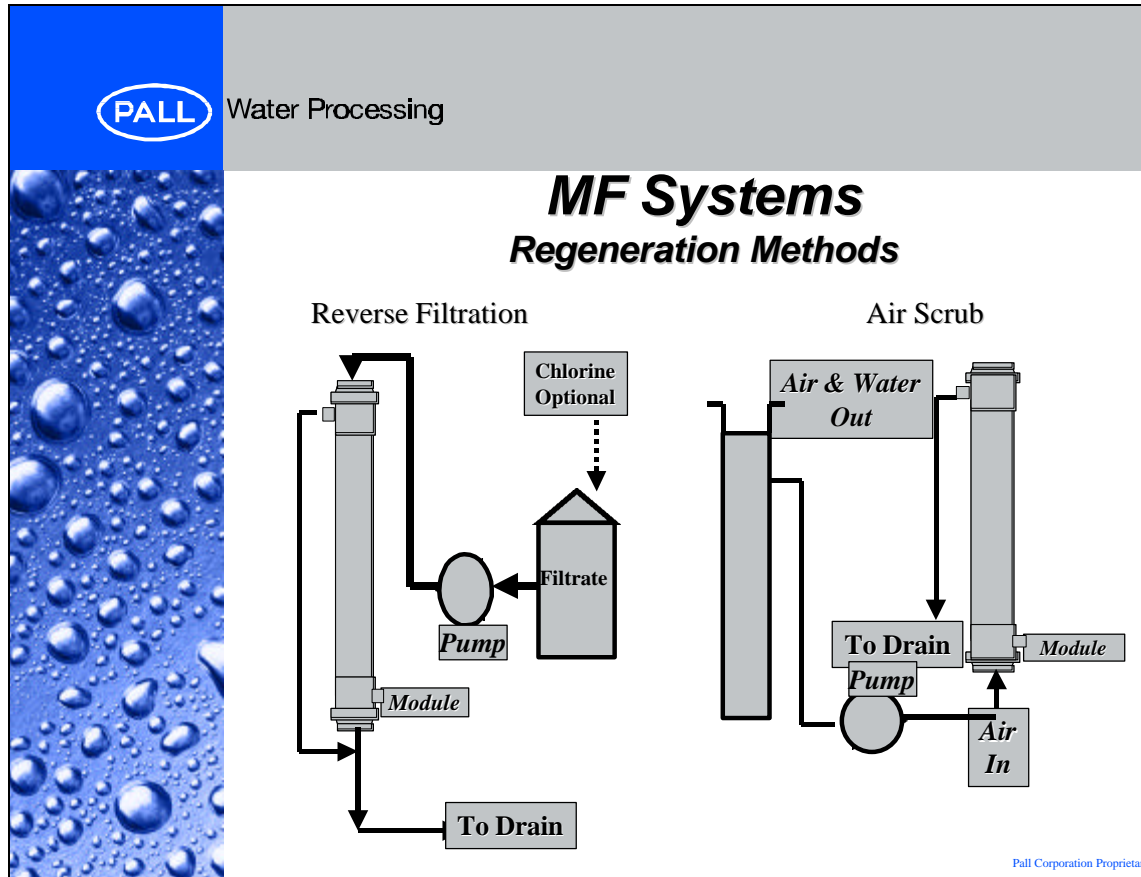 PALL Water Processing
MF Systems
Regeneration Methods
Reverse Filtration
Chlorine
Optional
Filtrate
Pump
Module
To Drain
Air Scrub
Air & Water
Out
To Drain
Pump
Module
Air
In
Pall Corporation Proprietar